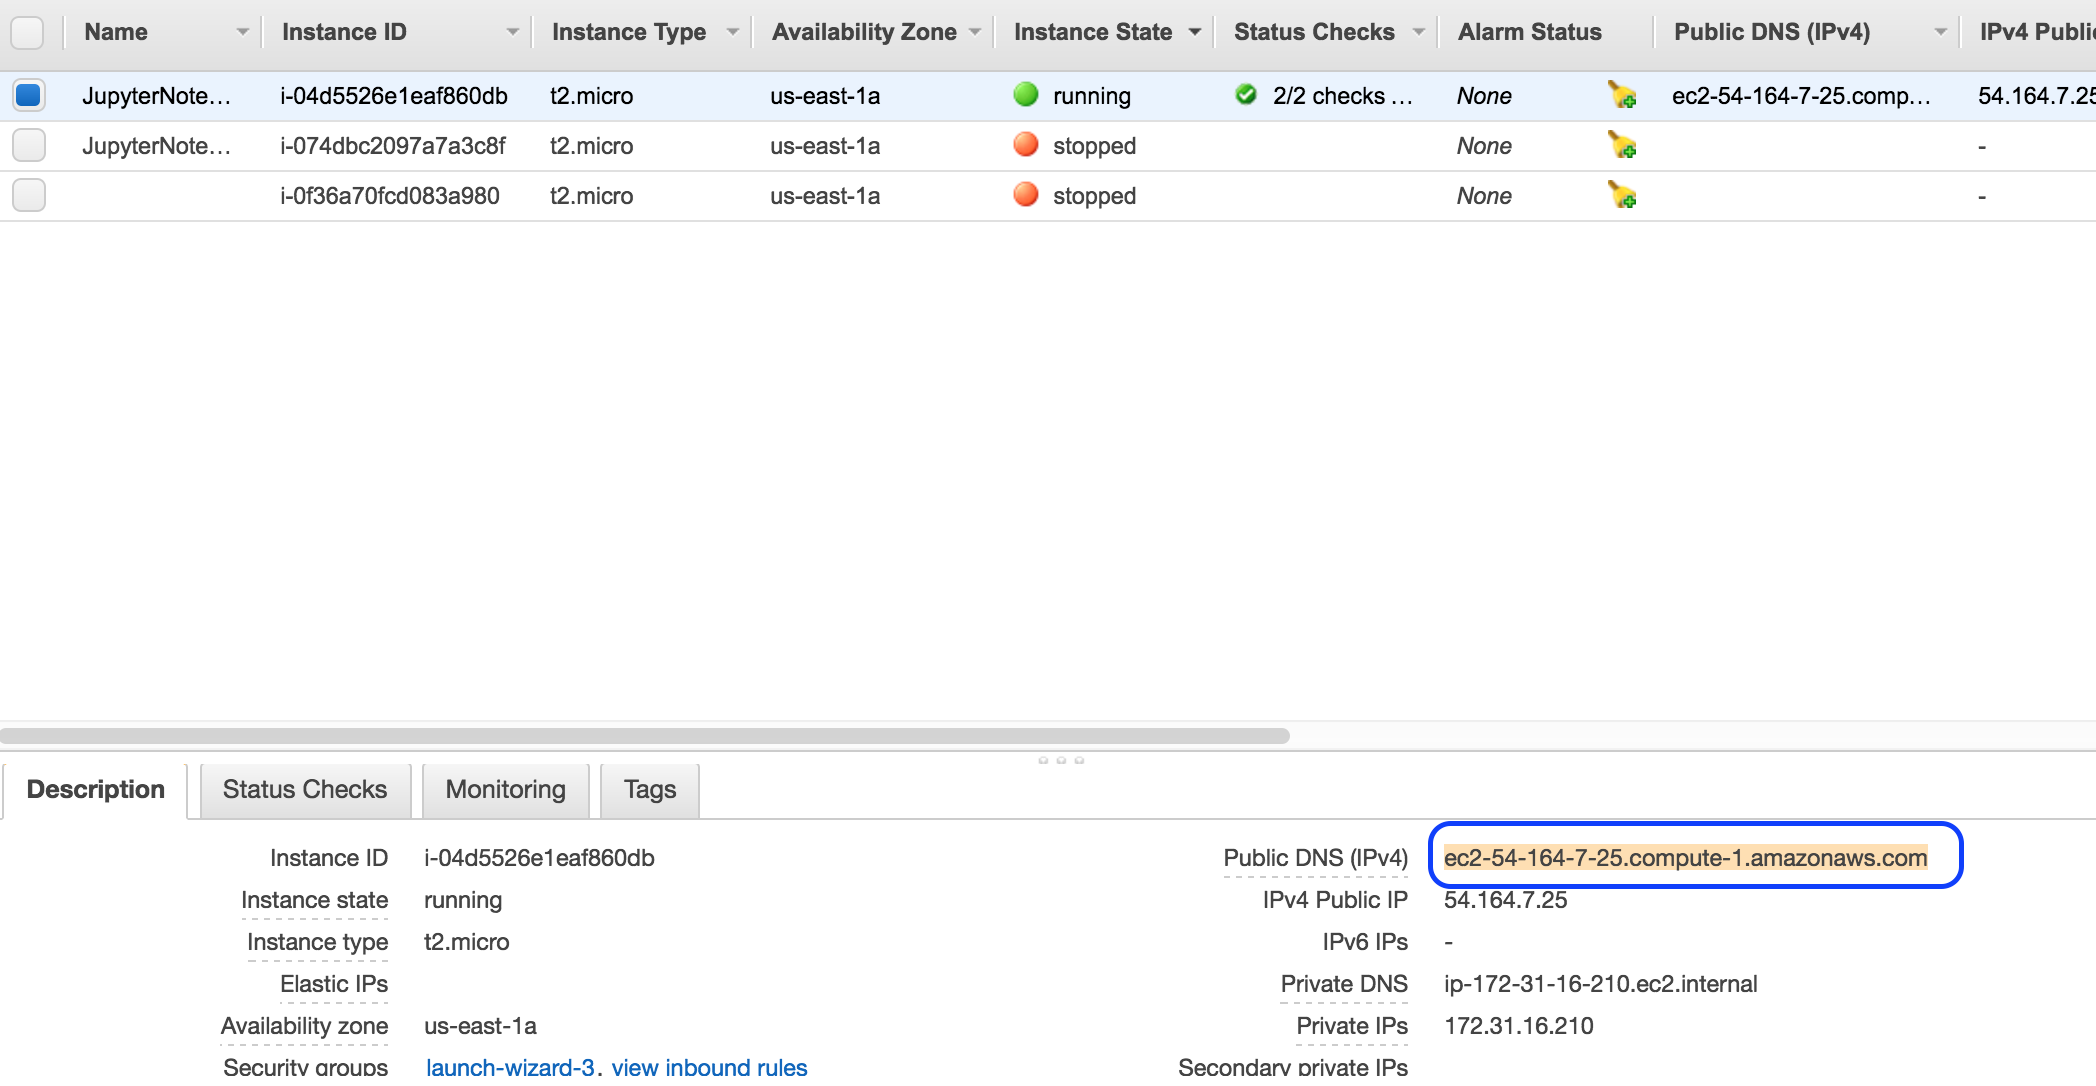 Name Instance ID Instance Type Availability Zone Instance State Status Checks Alarm Status Public DNS (IPv4) IPv4 Public
JupyterNote… i-04d5526e1eaf860db t2.micro us-east-1a running 2/2 checks … None ec2-54-164-7-25.comp… 54.164.7.25
JupyterNote… i-074dbc2097a7a3c8f t2.micro us-east-1a stopped None -
i-0f36a70fcd083a980 t2.micro us-east-1a stopped None -
Description Status Checks Monitoring Tags
Instance ID i-04d5526e1eaf860db Public DNS (IPv4) ec2-54-164-7-25.compute-1.amazonaws.com
Instance state running IPv4 Public IP 54.164.7.25
Instance type t2.micro IPv6 IPs -
Elastic IPs Private DNS ip-172-31-16-210.ec2.internal
Availability zone us-east-1a Private IPs 172.31.16.210
Security groups launch-wizard-3. view inbound rules Secondary private IPs